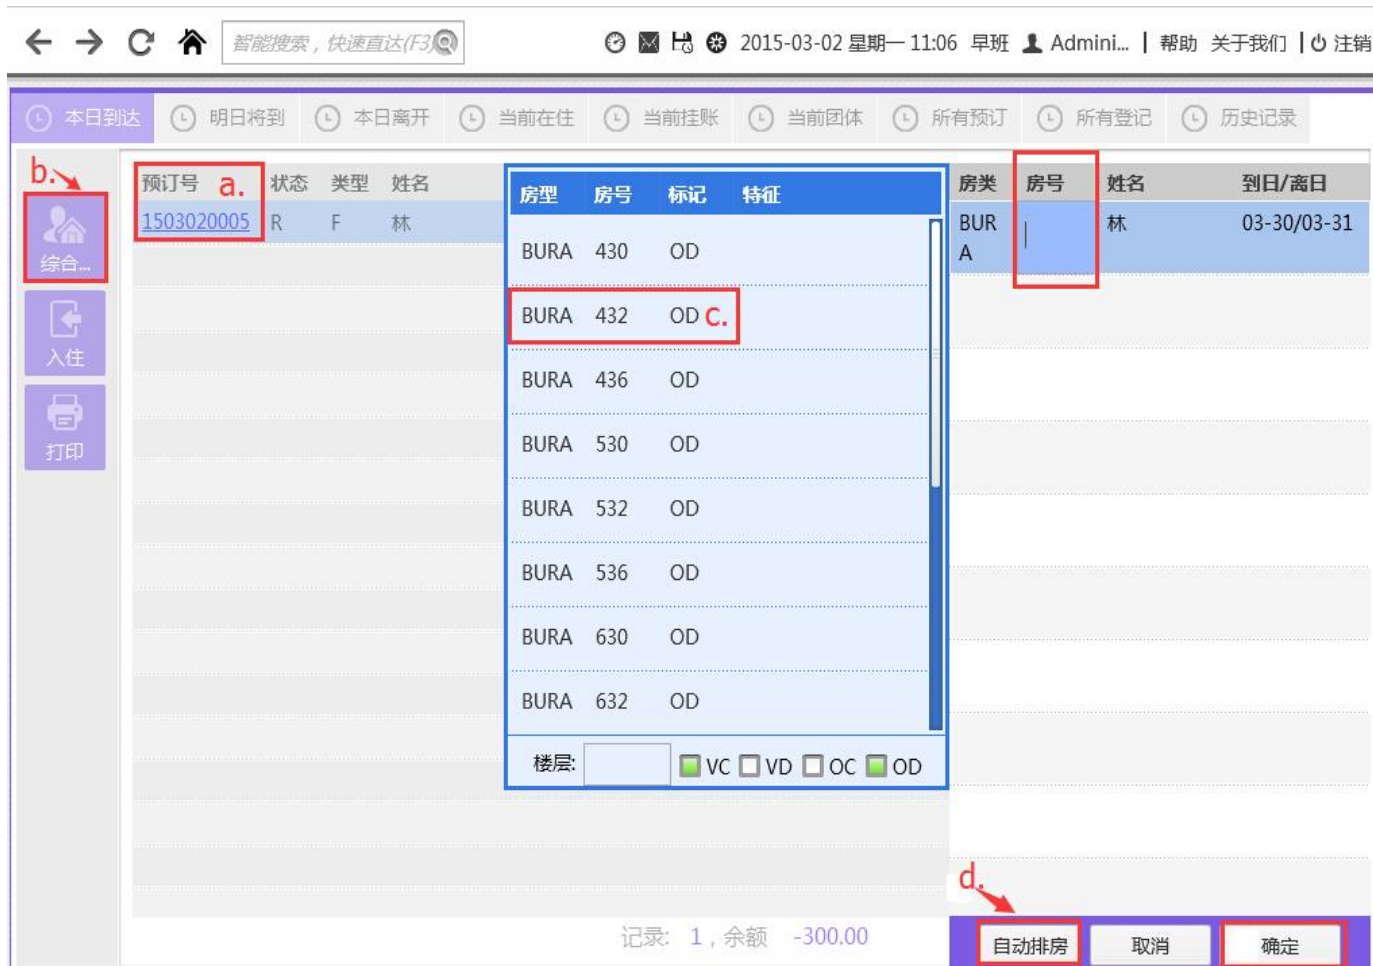 智能搜索，快速直达(F3)
2015-03-02 星期一 11:06 早班 Admini... | 帮助 关于我们 | 注销
本日到达 明日将到 本日离开 当前在住 当前挂账 当前团体 所有预订 所有登记 历史记录
b.
综合...
入住
打印
预订号 a. 状态 类型 姓名
1503020005 R F 林
房型 房号 标记 特征
BURA 430 OD
BURA 432 OD c.
BURA 436 OD
BURA 530 OD
BURA 532 OD
BURA 536 OD
BURA 630 OD
BURA 632 OD
楼层: VC VD OC OD
房类 房号 姓名 到日/离日
BUR 林 03-30/03-31
A
记录: 1 , 余额 -300.00
d.
自动排房 取消 确定